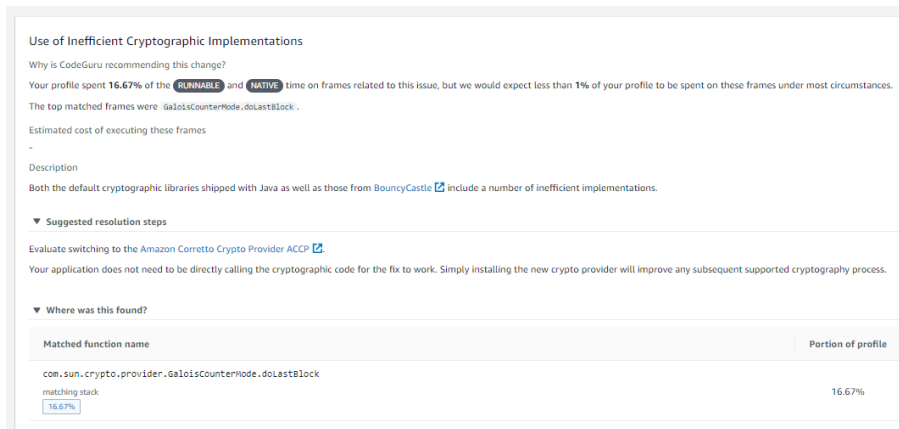 Use of Inefficient Cryptographic Implementations
Why is CodeGuru recommending this change?
Your profile spent 16.67% of the RUNNABLE and NATIVE time on frames related to this issue, but we would expect less than 1% of your profile to be spent on these frames under most circumstances.
The top matched frames were GaloisCounterMode.doLastBlock.
Estimated cost of executing these frames
-
Description
Both the default cryptographic libraries shipped with Java as well as those from BouncyCastle include a number of inefficient implementations.
Suggested resolution steps
Evaluate switching to the Amazon Corretto Crypto Provider ACCP.
Your application does not need to be directly calling the cryptographic code for the fix to work. Simply installing the new crypto provider will improve any subsequent supported cryptography process.
Where was this found?
Matched function name Portion of profile
com.sun.crypto.provider.GaloisCounterMode.doLastBlock
matching stack 16.67%
16.67%